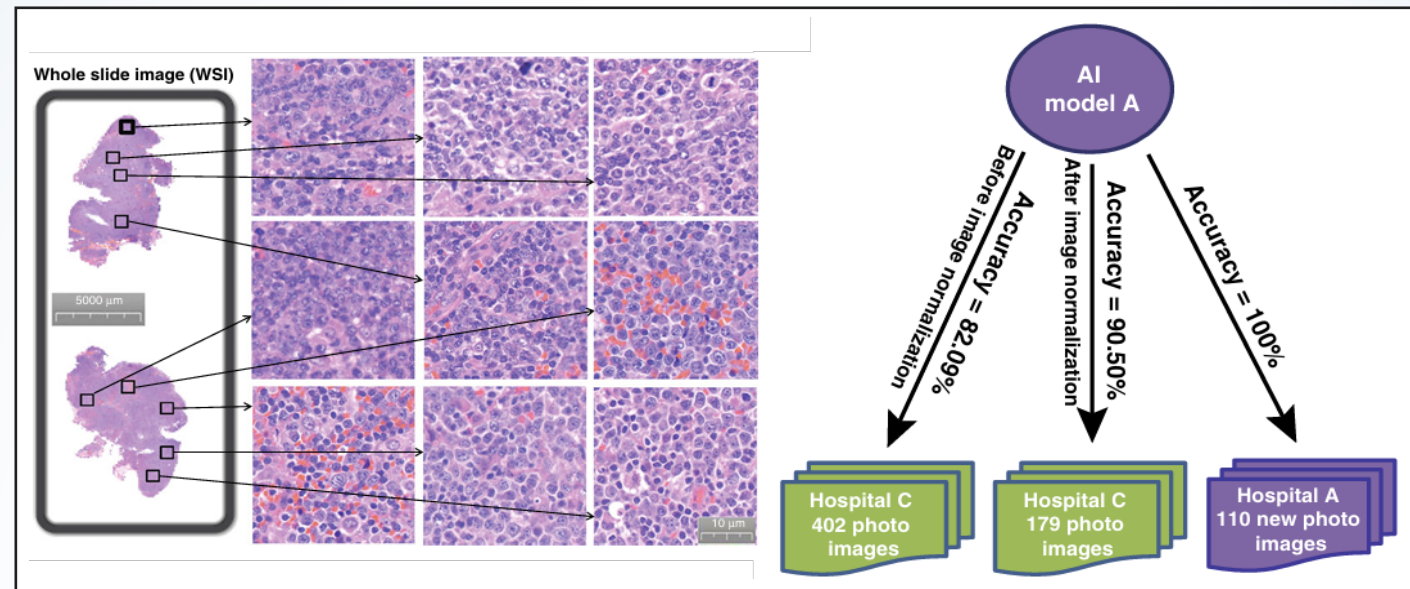 Whole slide image (WSI)
5000 µm
10 µm
AI
model A
Before image normalization
Accuracy = 82.09%
After image normalization
Accuracy = 90.50%
Accuracy = 100%
Hospital C
402 photo
images
Hospital C
179 photo
images
Hospital A
110 new photo
images